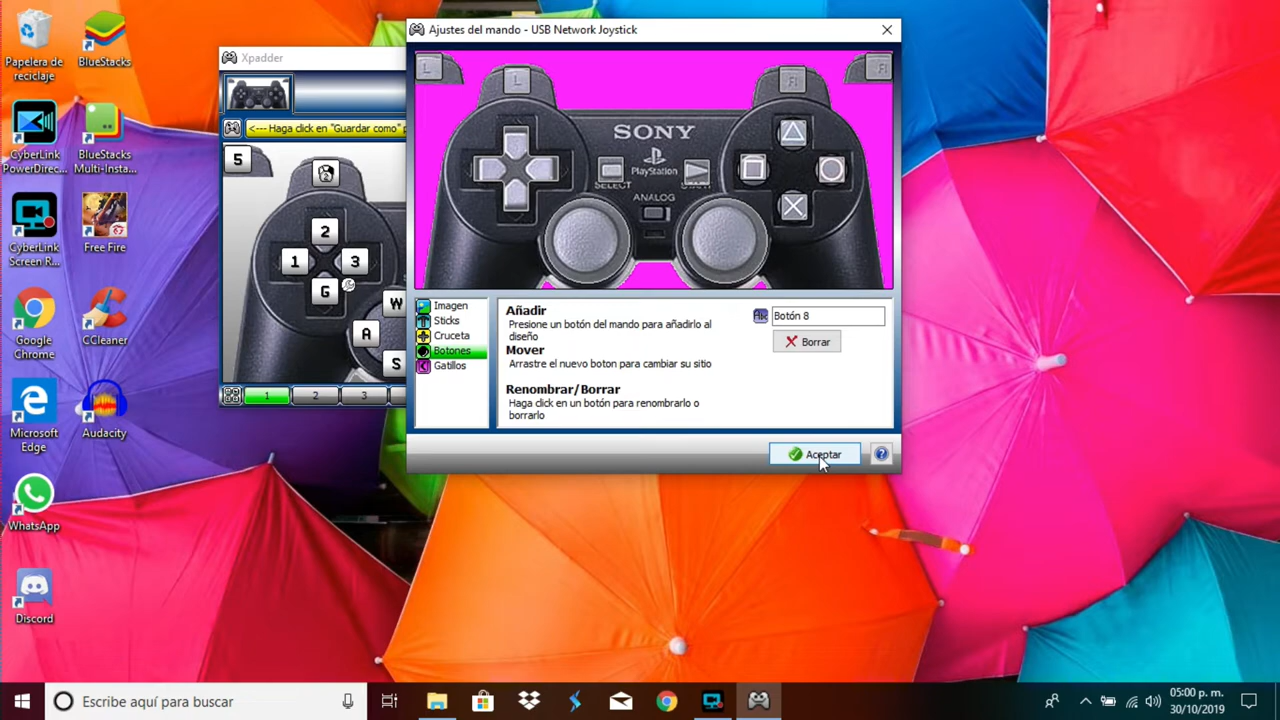 Papelera de
reciclaje
BlueStacks
CyberLink
PowerDirec...
BlueStacks
Multi-Insta...
CyberLink
Screen R...
Free Fire
Google
Chrome
CCleaner
Microsoft
Edge
Audacity
WhatsApp
Discord
Xpadder
<--- Haga click en "Guardar como"
5
2
1
3
G
W
A
S
1
2
3
Ajustes del mando - USB Network Joystick
L
L
R
R
SONY
PlayStation
SELECT
START
ANALOG
Imagen
Sticks
Cruceta
Botones
Gatillos
Añadir
Presione un botón del mando para añadirlo al
diseño
Mover
Arrastre el nuevo boton para cambiar su sitio
Renombrar/Borrar
Haga click en un botón para renombrarlo o
borrarlo
Botón 8
Borrar
Aceptar
Escribe aquí para buscar
05:00 p. m.
30/10/2019